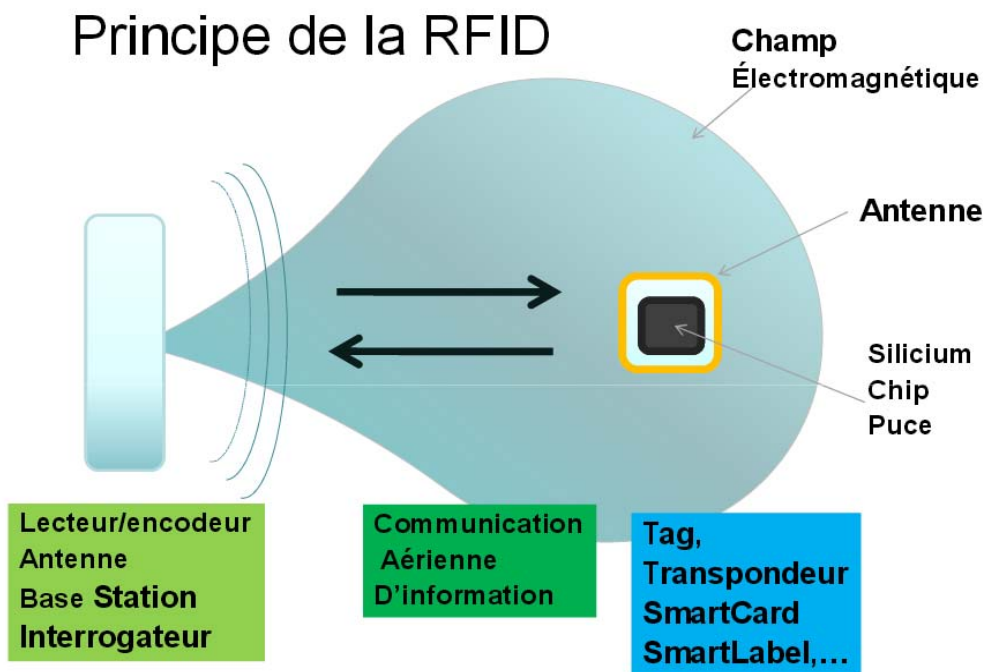 Principe de la RFID
Champ
Électromagnétique
Antenne
Silicium
Chip
Puce
Lecteur/encodeur
Antenne
Base Station
Interrogateur
Communication
Aérienne
D'information
Tag,
Transpondeur
SmartCard
SmartLabel,...